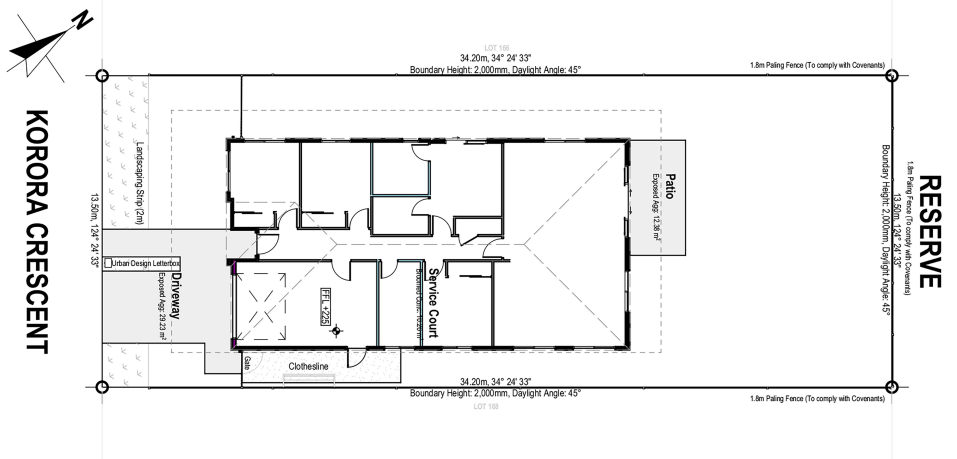 N
LOT 166
34.20m, 34° 24' 33"
Boundary Height: 2,000mm, Daylight Angle: 45°
1.8m Paling Fence (To comply with Covenants)
KORORA CRESCENT
13.50m, 124° 24' 33"
Landscaping Strip (2m)
Urban Design Letterbox
Driveway
Exposed Agg: 29.23 m²
FFL +225
Service Court
Gate
Clothesline
Patio
Exposed Agg: 12.38 m²
Boundary Height: 2,000mm, Daylight Angle: 45°
13.50m, 124° 24' 33"
1.8m Paling Fence (To comply with Covenants)
RESERVE
34.20m, 34° 24' 33"
Boundary Height: 2,000mm, Daylight Angle: 45°
LOT 168
1.8m Paling Fence (To comply with Covenants)